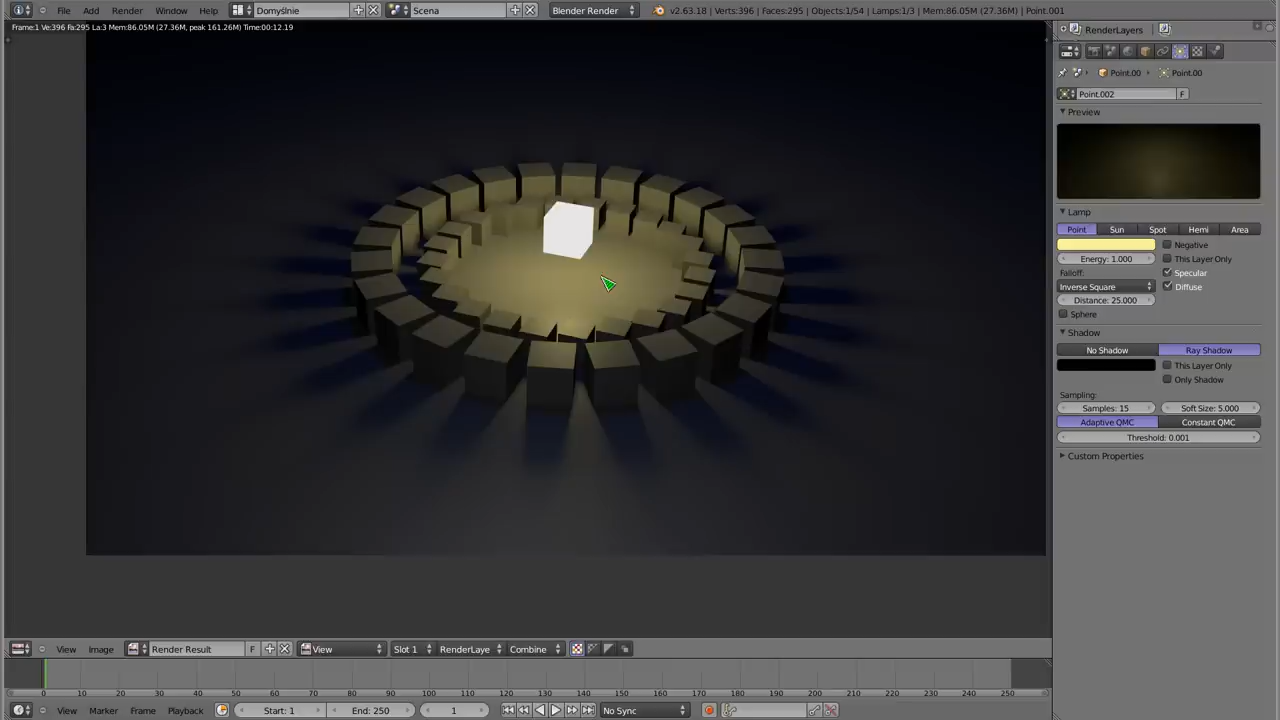 File Add Render Window Help Domyślnie Scena Blender Render v2.63.18 | Verts:396 | Faces:295 | Objects:1/54 | Lamps:1/3 | Mem:86.05M (27.36M) | Point.001
Frame:1 Ve:396 Fa:295 La:3 Mem:86.05M (27.36M, peak 161.26M) Time:00:12.19
RenderLayers
Point.00 Point.00
Point.002 F
Preview
Lamp
Point Sun Spot Hemi Area
Negative
Energy: 1.000 This Layer Only
Falloff: Specular
Inverse Square Diffuse
Distance: 25.000
Sphere
Shadow
No Shadow Ray Shadow
This Layer Only
Only Shadow
Sampling:
Samples: 15 Soft Size: 5.000
Adaptive QMC Constant QMC
Threshold: 0.001
Custom Properties
View Image Render Result F View Slot 1 RenderLaye Combine
0 10 20 30 40 50 60 70 80 90 100 110 120 130 140 150 160 170 180 190 200 210 220 230 240 250
View Marker Frame Playback Start: 1 End: 250 1 No Sync